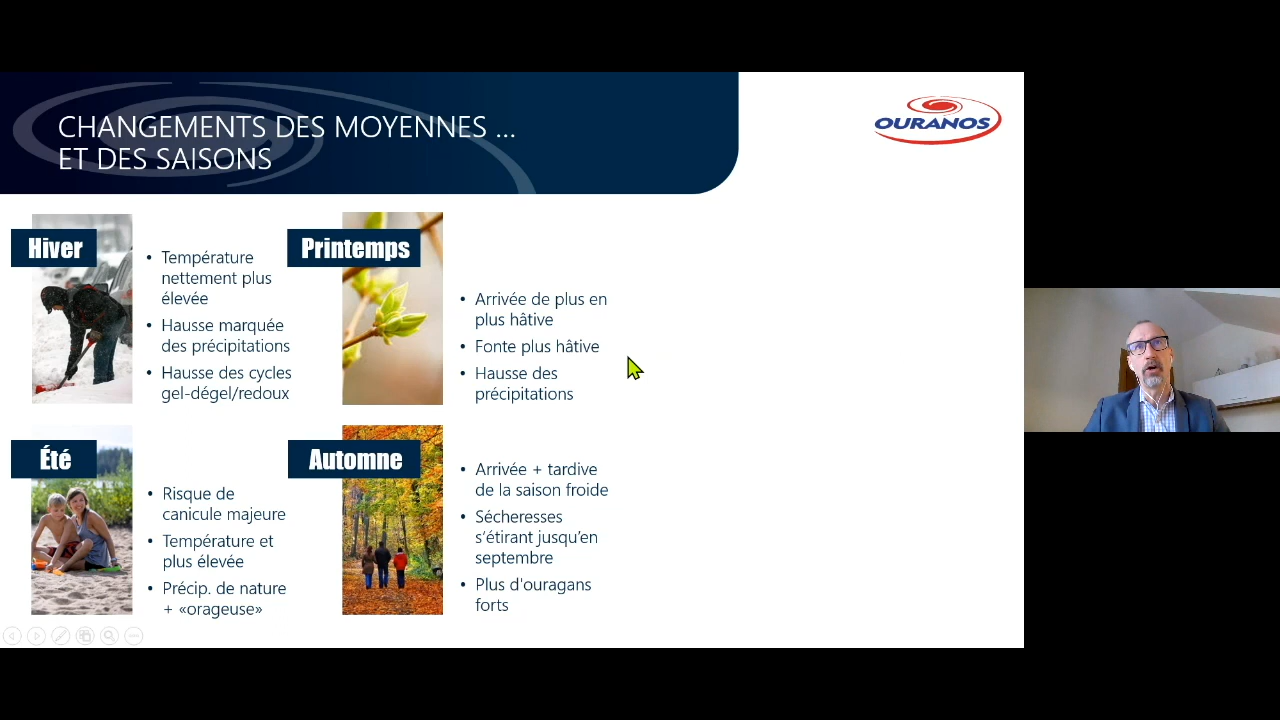 CHANGEMENTS DES MOYENNES ...
ET DES SAISONS
OURANOS
Hiver
• Température
nettement plus
élevée
• Hausse marquée
des précipitations
• Hausse des cycles
gel-dégel/redoux
Printemps
• Arrivée de plus en
plus hâtive
• Fonte plus hâtive
• Hausse des
précipitations
Été
• Risque de
canicule majeure
• Température et
plus élevée
• Précip. de nature
+ «orageuse»
Automne
• Arrivée + tardive
de la saison froide
• Sécheresses
s'étirant jusqu'en
septembre
• Plus d'ouragans
forts